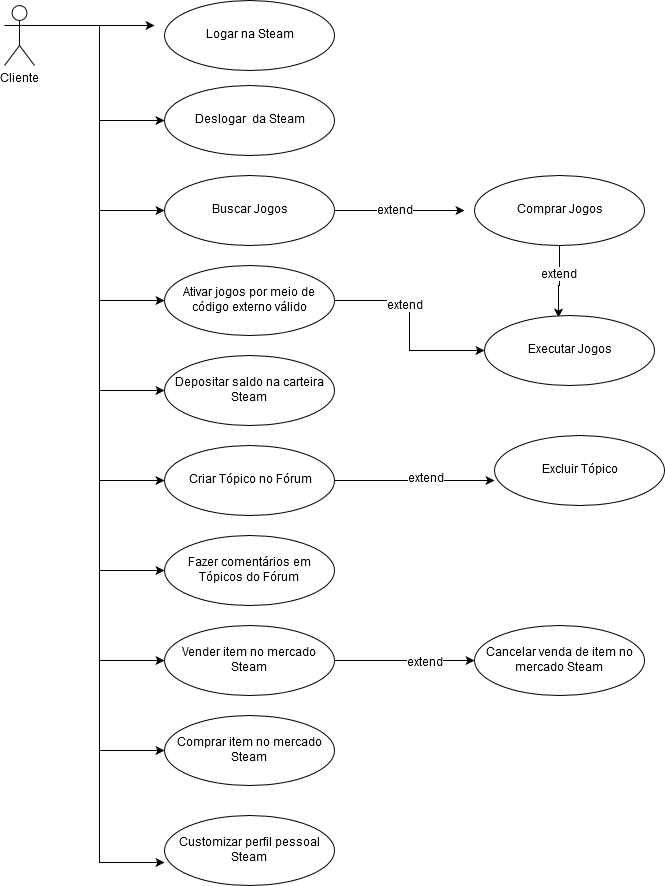 Logar na Steam
Cliente
Deslogar  da Steam
Buscar Jogos
extend
Comprar Jogos
extend
Ativar jogos por meio de
código externo válido
extend
Executar Jogos
Depositar saldo na carteira
Steam
Criar Tópico no Fórum
extend
Excluir Tópico
Fazer comentários em
Tópicos do Fórum
Vender item no mercado
Steam
extend
Cancelar venda de item no
mercado Steam
Comprar item no mercado
Steam
Customizar perfil pessoal
Steam